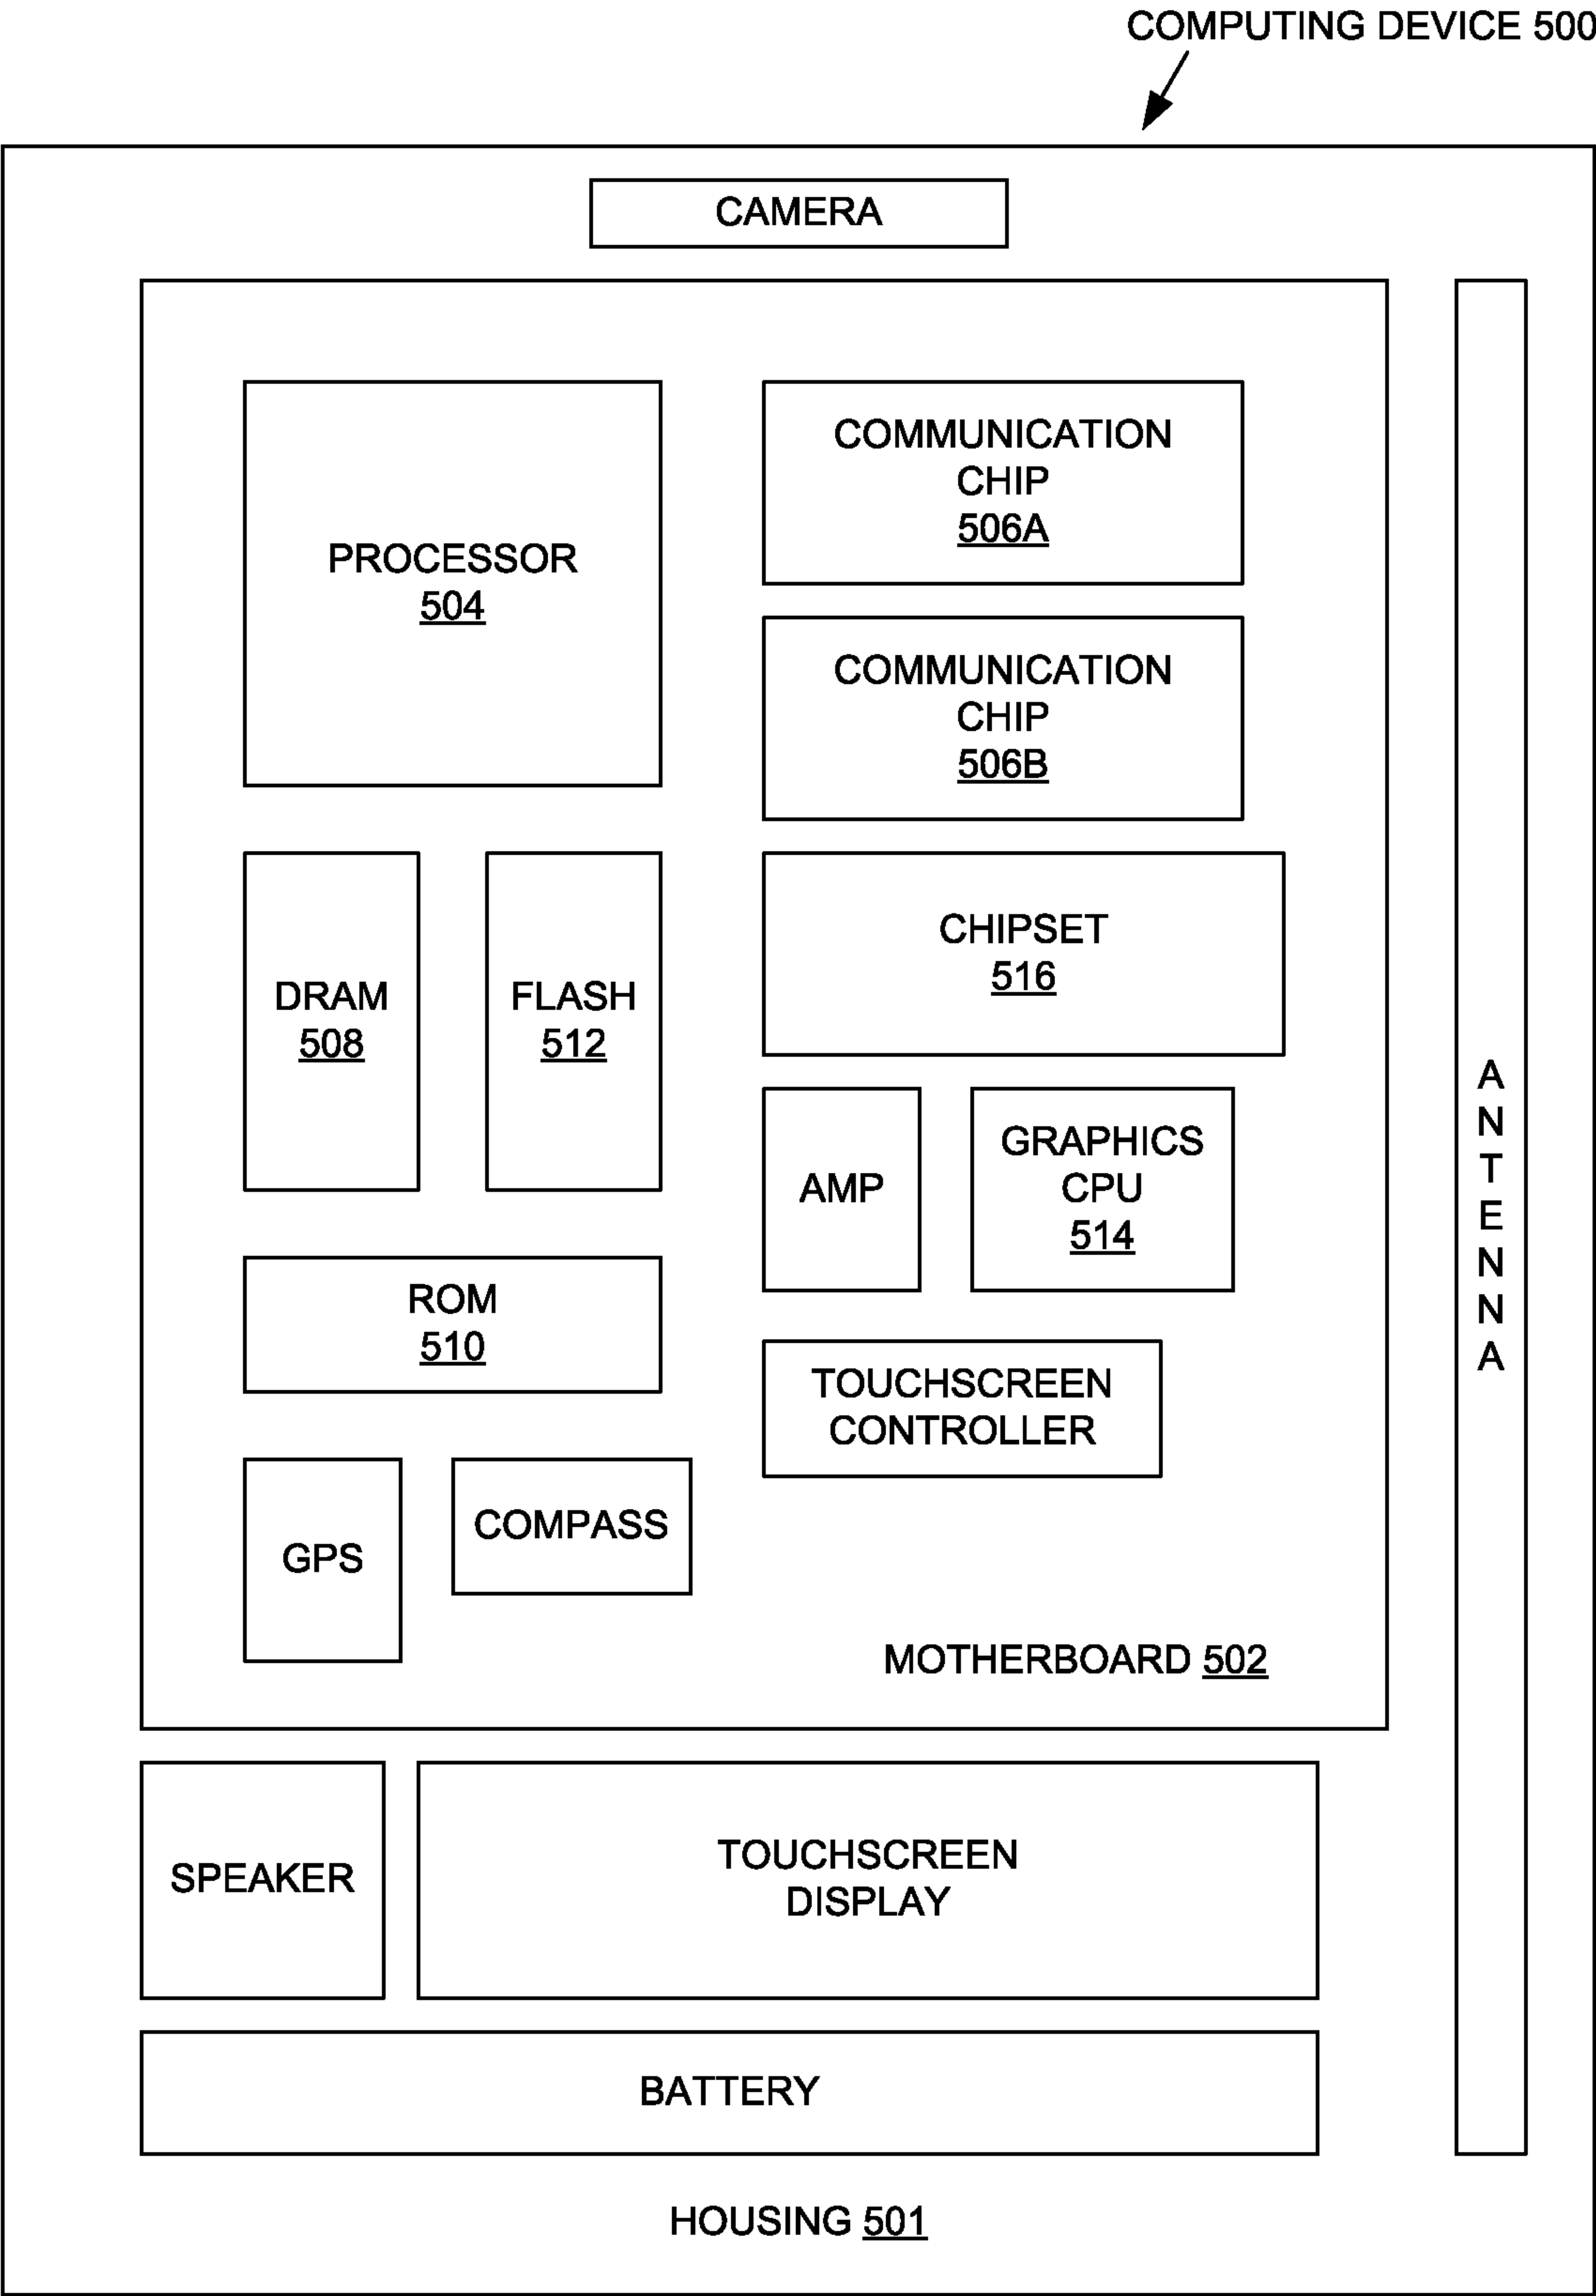 COMPUTING DEVICE 500
CAMERA
PROCESSOR
504
COMMUNICATION
CHIP
506A
COMMUNICATION
CHIP
506B
DRAM
508
FLASH
512
CHIPSET
516
AMP
GRAPHICS
CPU
514
ROM
510
TOUCHSCREEN
CONTROLLER
GPS
COMPASS
MOTHERBOARD 502
ANTENNA
SPEAKER
TOUCHSCREEN
DISPLAY
BATTERY
HOUSING 501